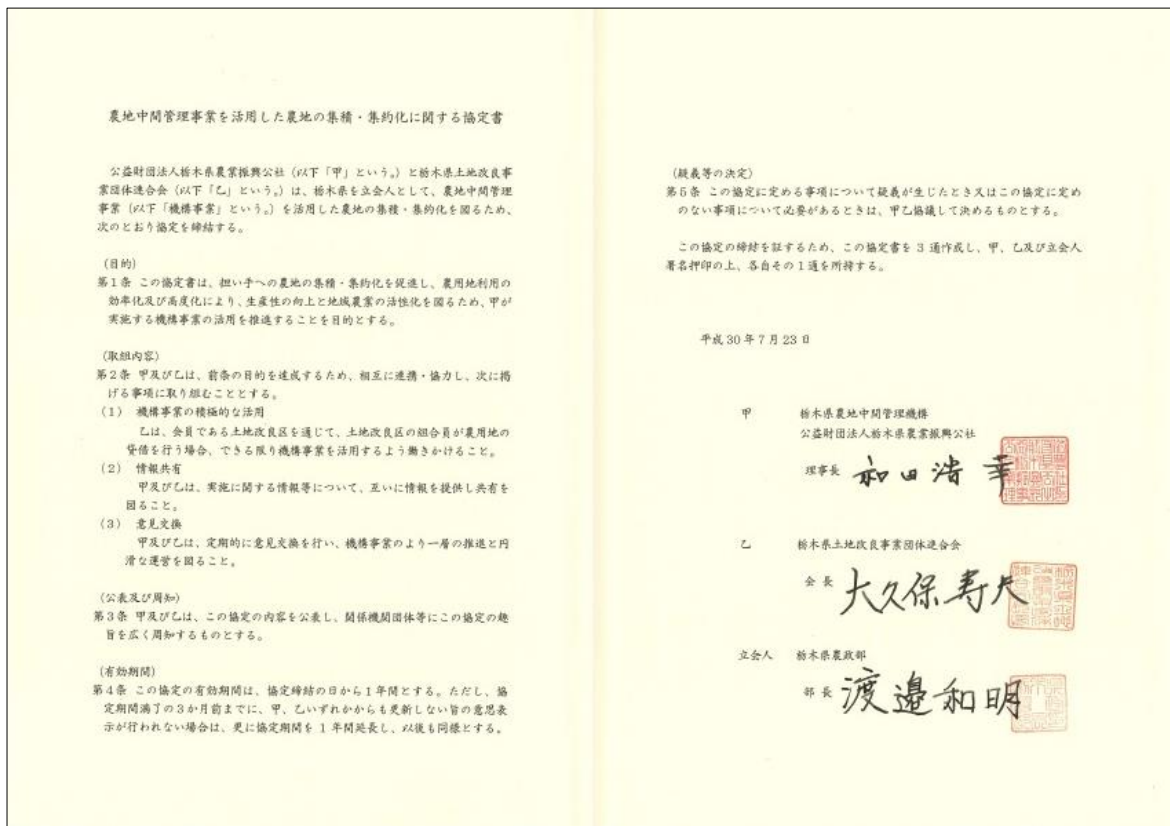 農地中間管理事業を活用した農地の集積・集約化に関する協定書
公益財団法人栃木県農業振興公社（以下「甲」という。）と栃木県土地改良事
業団体連合会（以下「乙」という。）は、栃木県を立会人として、農地中間管理
事業（以下「機構事業」という。）を活用した農地の集積・集約化を図るため、
次のとおり協定を締結する。
（目的）
第1条 この協定書は、担い手への農地の集積・集約化を促進し、農用地利用の
効率化及び高度化により、生産性の向上と地域農業の活性化を図るため、甲が
実施する機構事業の活用を推進することを目的とする。
（取組内容）
第2条 甲及び乙は、前条の目的を達成するため、相互に連携・協力し、次に掲
げる事項に取り組むこととする。
（1） 機構事業の積極的な活用
乙は、会員である土地改良区を通じて、土地改良区の組合員が農用地の
貸借を行う場合、できる限り機構事業を活用するよう働きかけること。
（2） 情報共有
甲及び乙は、実施に関する情報等について、互いに情報を提供し共有を
図ること。
（3） 意見交換
甲及び乙は、定期的に意見交換を行い、機構事業のより一層の推進と円
滑な運営を図ること。
（公表及び周知）
第3条 甲及び乙は、この協定の内容を公表し、関係機関団体等にこの協定の趣
旨を広く周知するものとする。
（有効期間）
第4条 この協定の有効期間は、協定締結の日から1年間とする。ただし、協
定期間満了の3か月前までに、甲、乙いずれかからも更新しない旨の意思表
示が行われない場合は、更に協定期間を1年間延長し、以後も同様とする。
（疑義等の決定）
第5条 この協定に定める事項について疑義が生じたとき又はこの協定に定め
のない事項について必要があるときは、甲乙協議して決めるものとする。
この協定の締結を証するため、この協定書を3通作成し、甲、乙及び立会人
署名押印の上、各自その1通を所持する。
平成30年7月23日
甲 栃木県農地中間管理機構
公益財団法人栃木県農業振興公社
理事長 和田浩幸
乙 栃木県土地改良事業団体連合会
会長 大久保寿夫
立会人 栃木県農政部
部長 渡邉和明